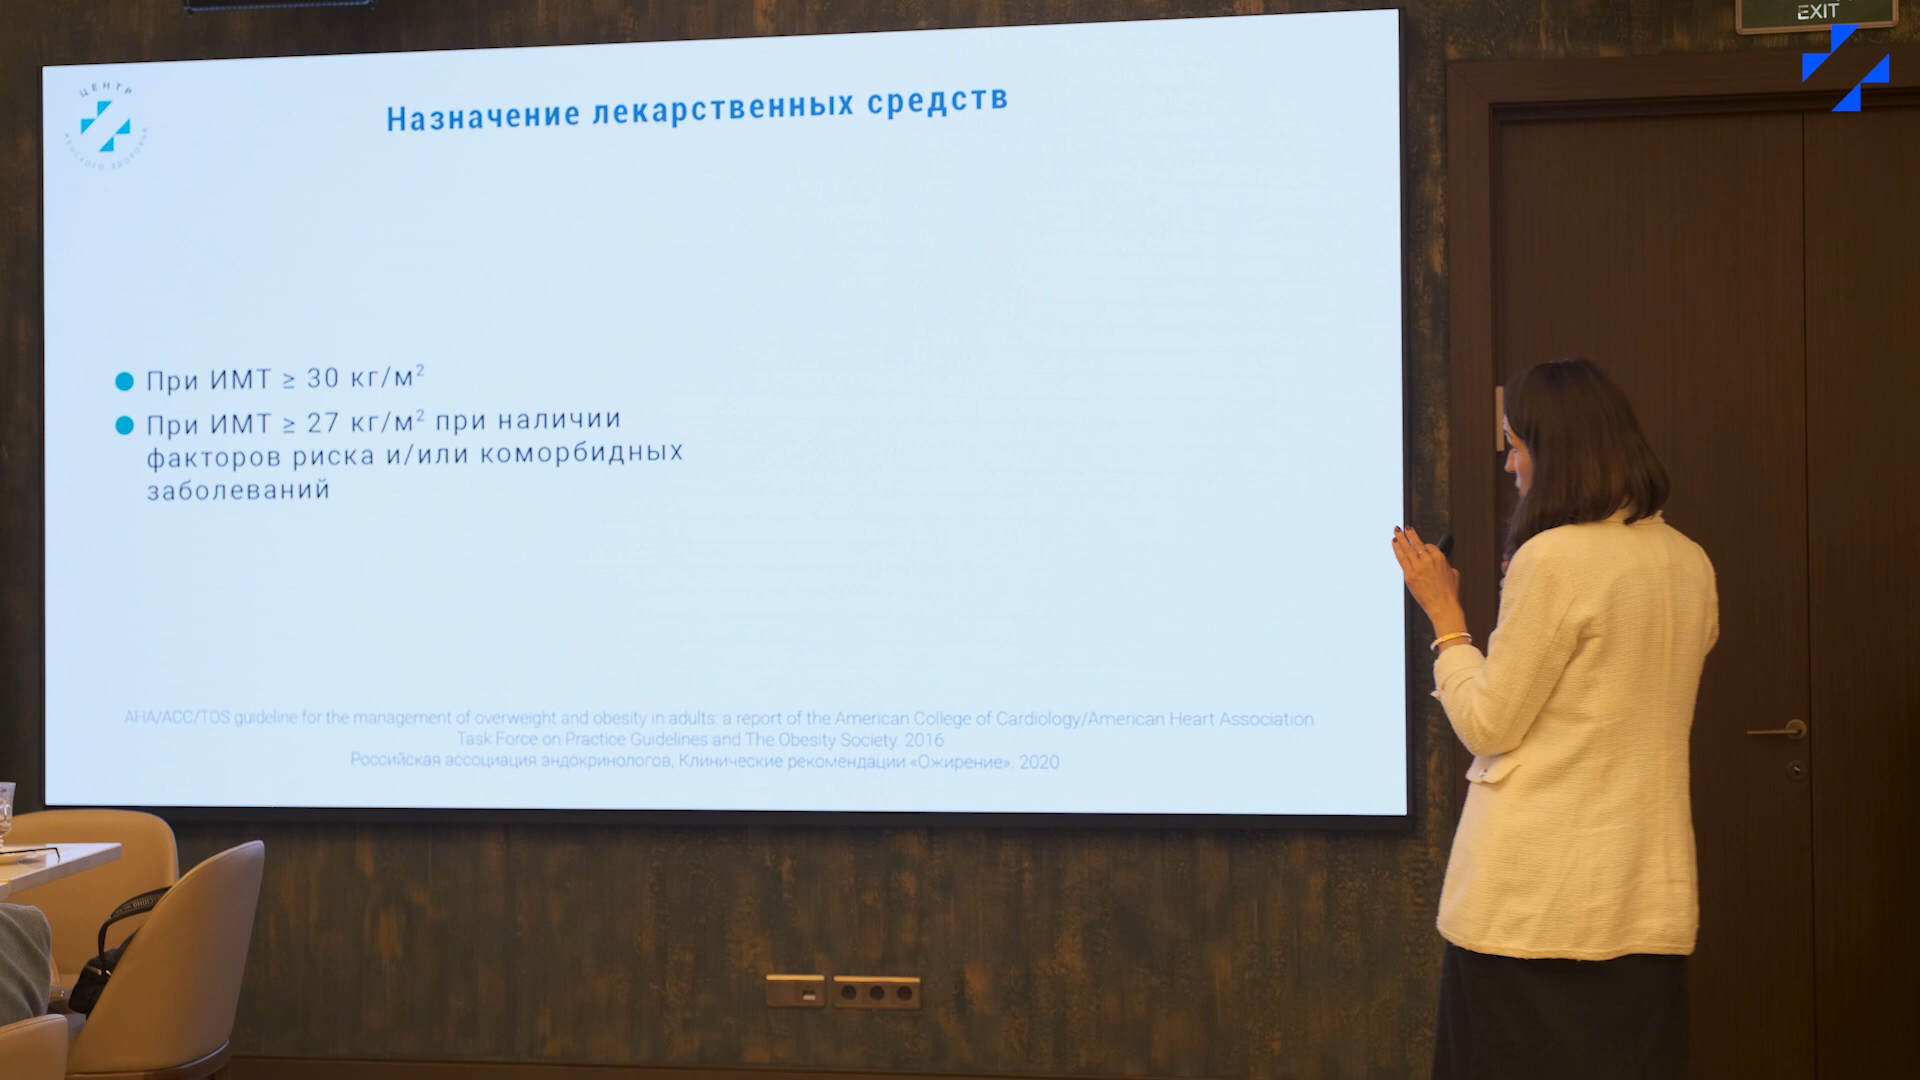 EXIT
ЦЕНТР
ЖЕНСКОГО ЗДОРОВЬЯ
Назначение лекарственных средств
При ИМТ ≥ 30 кг/м²
При ИМТ ≥ 27 кг/м² при наличии
факторов риска и/или коморбидных
заболеваний
AHA/ACC/TOS guideline for the management of overweight and obesity in adults: a report of the American College of Cardiology/American Heart Association
Task Force on Practice Guidelines and The Obesity Society. 2016
Российская ассоциация эндокринологов, Клинические рекомендации «Ожирение». 2020